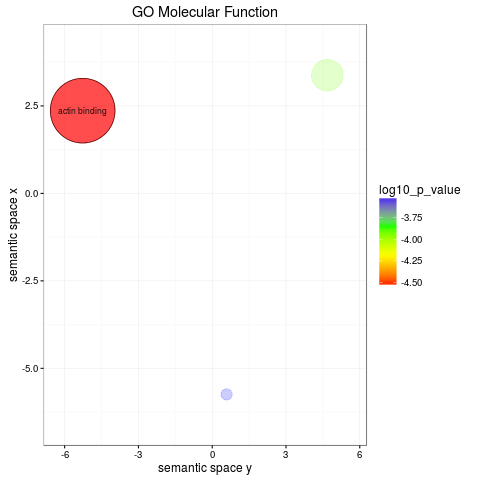 GO Molecular Function
actin binding
2.5
0.0
-2.5
-5.0
semantic space x
-6
-3
0
3
6
semantic space y
log10_p_value
-3.75
-4.00
-4.25
-4.50